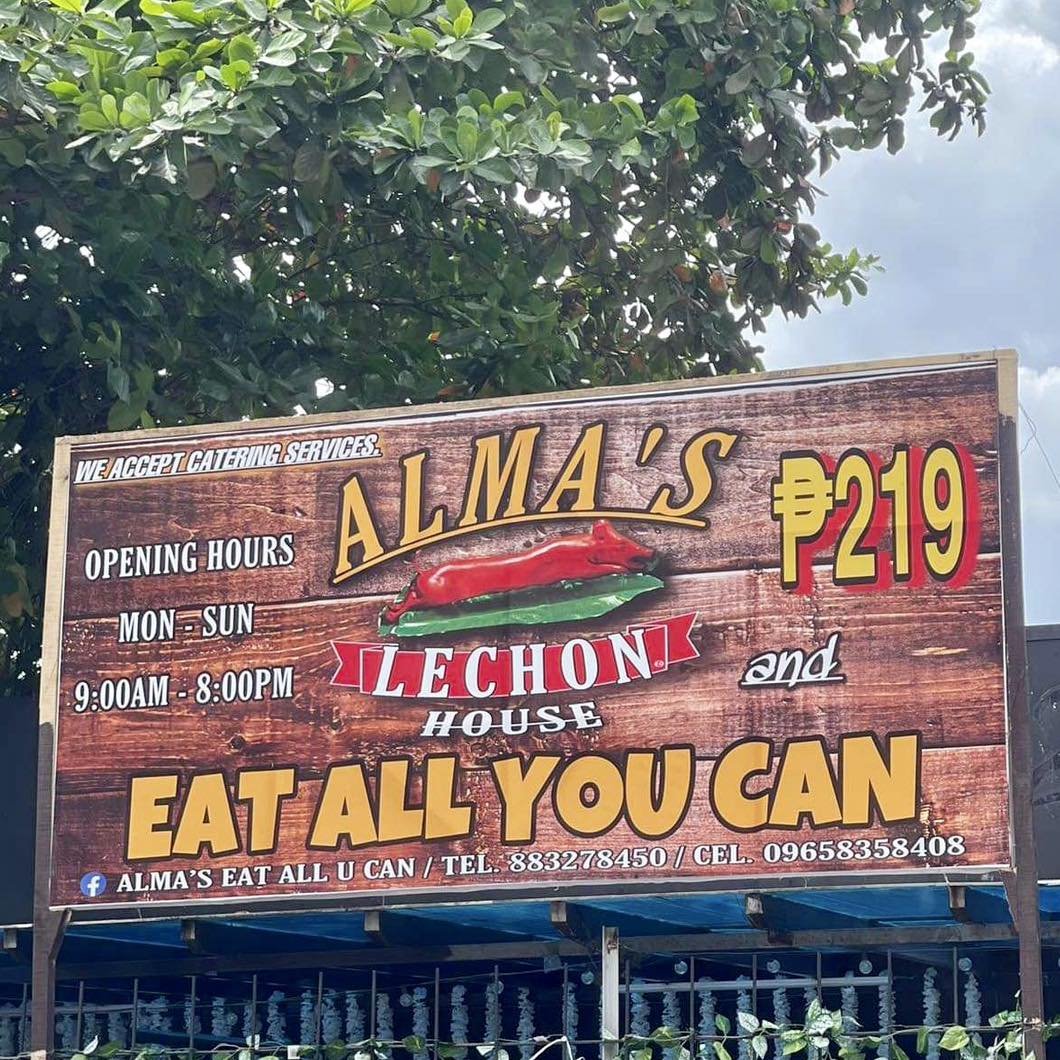 WE ACCEPT CATERING SERVICES.
ALMA'S
LECHON
HOUSE
OPENING HOURS
MON - SUN
9:00AM - 8:00PM
₱219
and
EAT ALL YOU CAN
ALMA'S EAT ALL U CAN / TEL. 883278450 / CEL. 09658358408